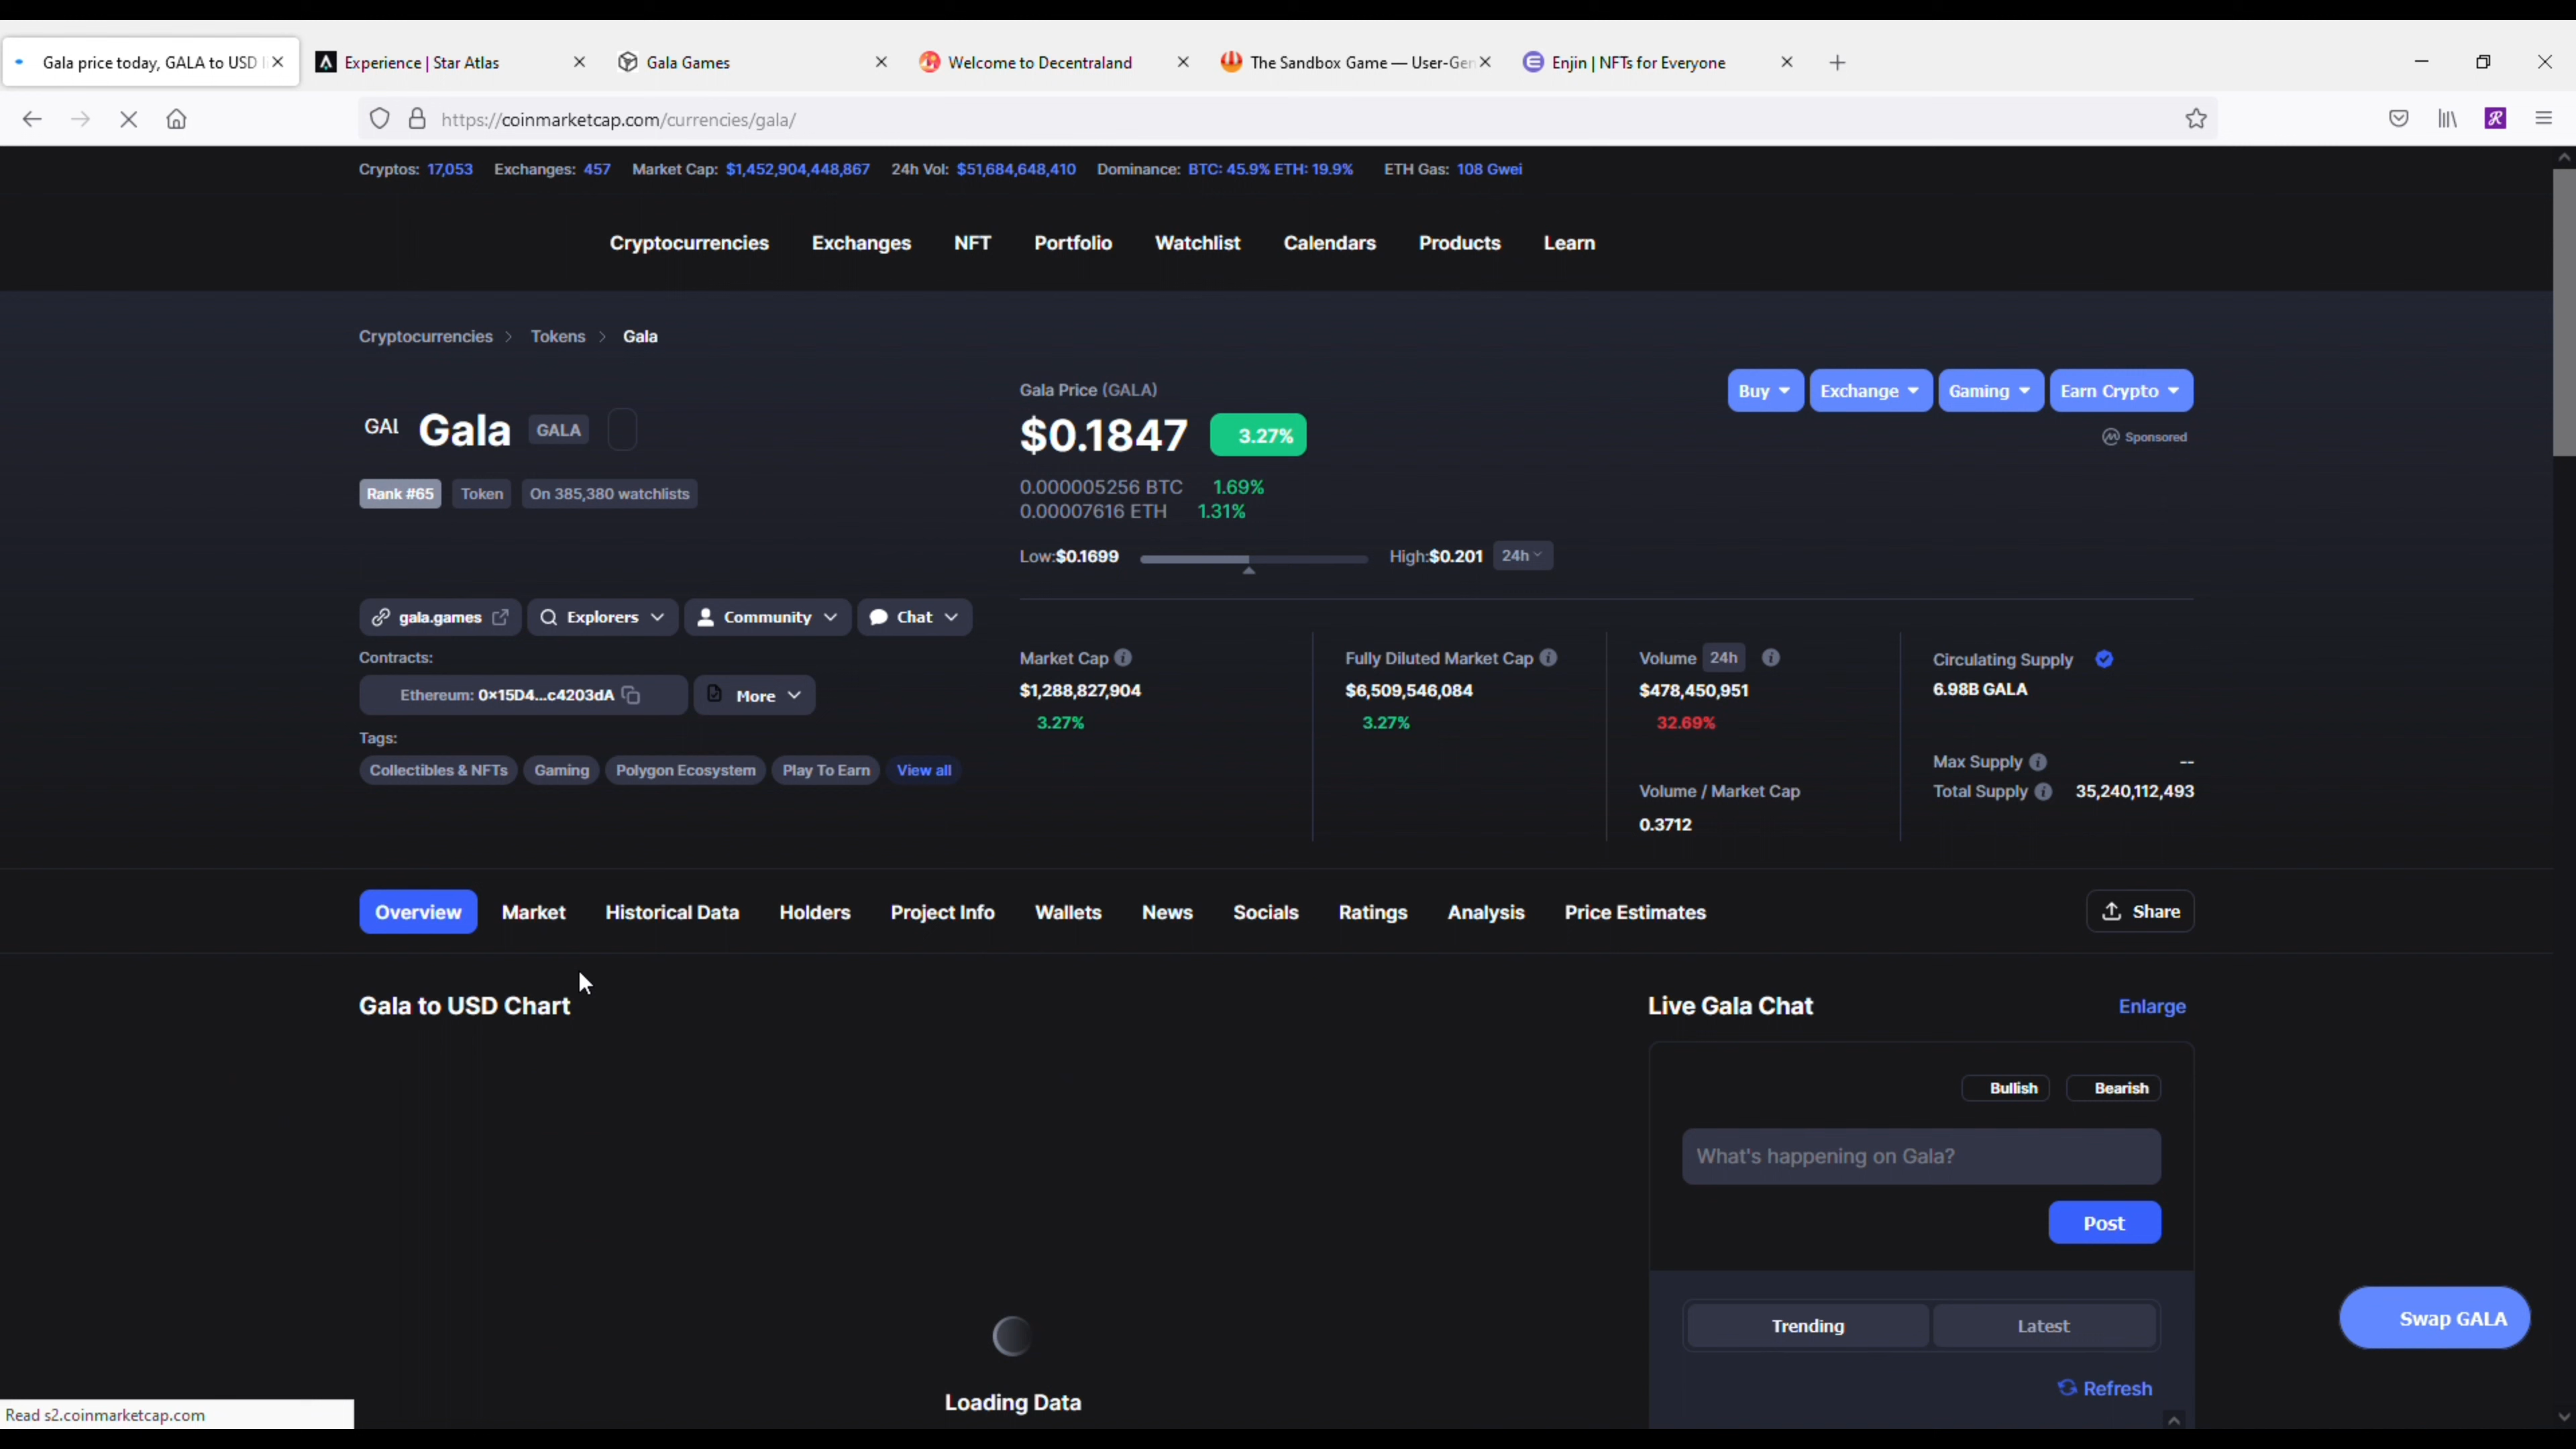 Gala price today, GALA to USD
Experience | Star Atlas
Gala Games
Welcome to Decentraland
The Sandbox Game — User-Gen
Enjin | NFTs for Everyone
https://coinmarketcap.com/currencies/gala/
Cryptos: 17,053 Exchanges: 457 Market Cap: $1,452,904,448,867 24h Vol: $51,684,648,410 Dominance: BTC: 45.9% ETH: 19.9% ETH Gas: 108 Gwei
Cryptocurrencies Exchanges NFT Portfolio Watchlist Calendars Products Learn
Cryptocurrencies > Tokens > Gala
GAL Gala GALA
Rank #65 Token On 385,380 watchlists
Gala Price (GALA)
$0.1847 3.27%
0.000005256 BTC 1.69%
0.00007616 ETH 1.31%
Low:$0.1699 High:$0.201 24h
Buy Exchange Gaming Earn Crypto
Sponsored
gala.games Explorers Community Chat
Contracts:
Ethereum: 0x15D4...c4203dA More
Tags:
Collectibles & NFTs Gaming Polygon Ecosystem Play To Earn View all
Market Cap
$1,288,827,904
3.27%
Fully Diluted Market Cap
$6,509,546,084
3.27%
Volume 24h
$478,450,951
32.69%
Volume / Market Cap
0.3712
Circulating Supply
6.98B GALA
Max Supply --
Total Supply 35,240,112,493
Overview Market Historical Data Holders Project Info Wallets News Socials Ratings Analysis Price Estimates Share
Gala to USD Chart
Loading Data
Live Gala Chat Enlarge
Bullish Bearish
What's happening on Gala?
Post
Trending Latest
Refresh
Swap GALA
Read s2.coinmarketcap.com